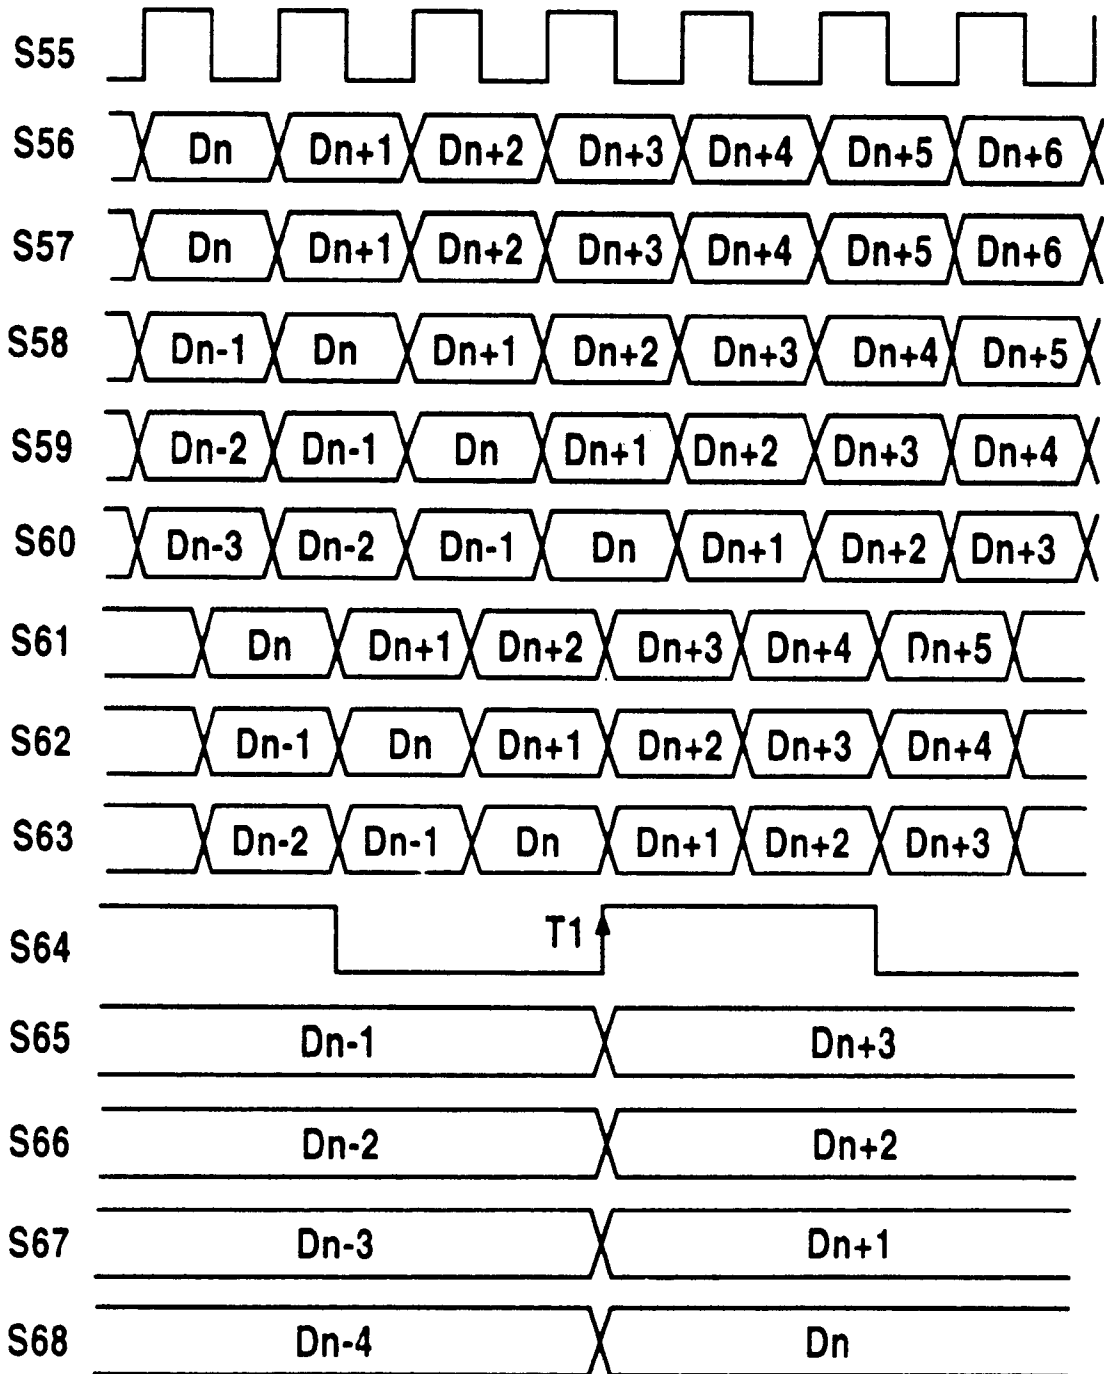 S55
S56 Dn Dn+1 Dn+2 Dn+3 Dn+4 Dn+5 Dn+6
S57 Dn Dn+1 Dn+2 Dn+3 Dn+4 Dn+5 Dn+6
S58 Dn-1 Dn Dn+1 Dn+2 Dn+3 Dn+4 Dn+5
S59 Dn-2 Dn-1 Dn Dn+1 Dn+2 Dn+3 Dn+4
S60 Dn-3 Dn-2 Dn-1 Dn Dn+1 Dn+2 Dn+3
S61 Dn Dn+1 Dn+2 Dn+3 Dn+4 Dn+5
S62 Dn-1 Dn Dn+1 Dn+2 Dn+3 Dn+4
S63 Dn-2 Dn-1 Dn Dn+1 Dn+2 Dn+3
S64 T1
S65 Dn-1 Dn+3
S66 Dn-2 Dn+2
S67 Dn-3 Dn+1
S68 Dn-4 Dn